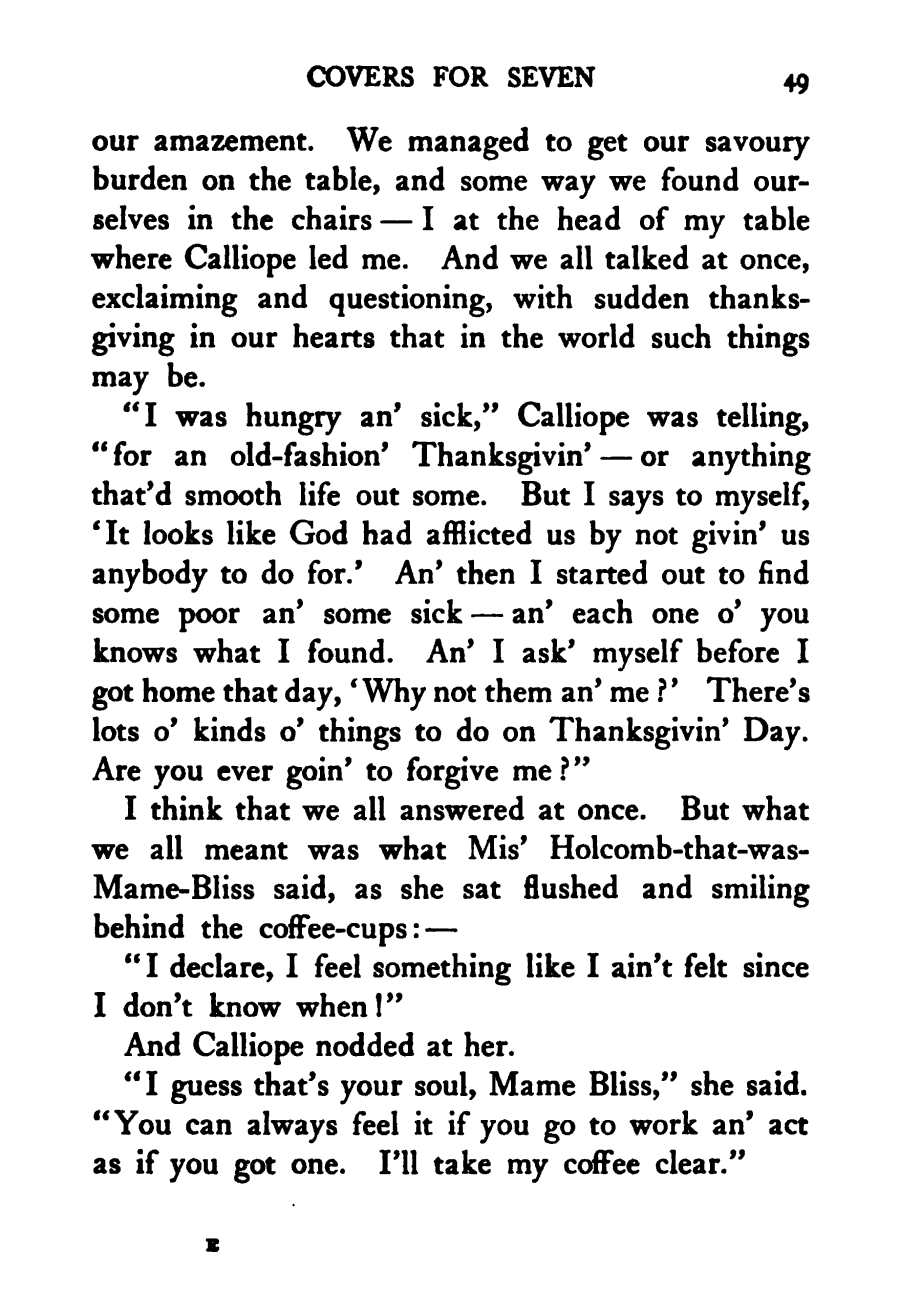 COVERS FOR SEVEN 49
our amazement. We managed to get our savoury
burden on the table, and some way we found our-
selves in the chairs — I at the head of my table
where Calliope led me. And we all talked at once,
exclaiming and questioning, with sudden thanks-
giving in our hearts that in the world such things
may be.
“I was hungry an’ sick,” Calliope was telling,
“for an old-fashion’ Thanksgivin’ — or anything
that’d smooth life out some. But I says to myself,
‘It looks like God had afflicted us by not givin’ us
anybody to do for.’ An’ then I started out to find
some poor an’ some sick — an’ each one o’ you
knows what I found. An’ I ask’ myself before I
got home that day, ‘Why not them an’ me?’ There’s
lots o’ kinds o’ things to do on Thanksgivin’ Day.
Are you ever goin’ to forgive me?”
I think that we all answered at once. But what
we all meant was what Mis’ Holcomb-that-was-
Mame-Bliss said, as she sat flushed and smiling
behind the coffee-cups: —
“I declare, I feel something like I ain’t felt since
I don’t know when!”
And Calliope nodded at her.
“I guess that’s your soul, Mame Bliss,” she said.
“You can always feel it if you go to work an’ act
as if you got one. I’ll take my coffee clear.”
E